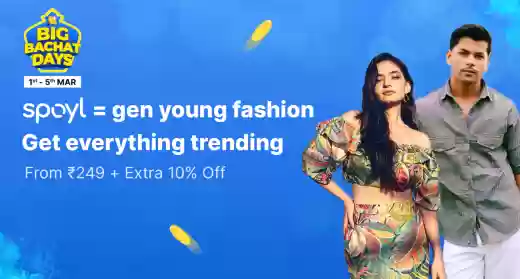 BIG
BACHAT
DAYS
1ST - 5TH MAR
spoyl = gen young fashion
Get everything trending
From ₹249 + Extra 10% Off